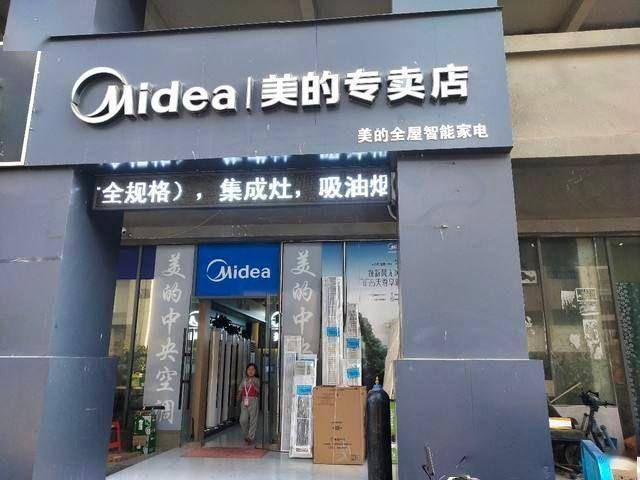 Midea 美的专卖店
美的全屋智能家电
全规格），集成灶，吸油烟
Midea
美的中央空调
美的中央